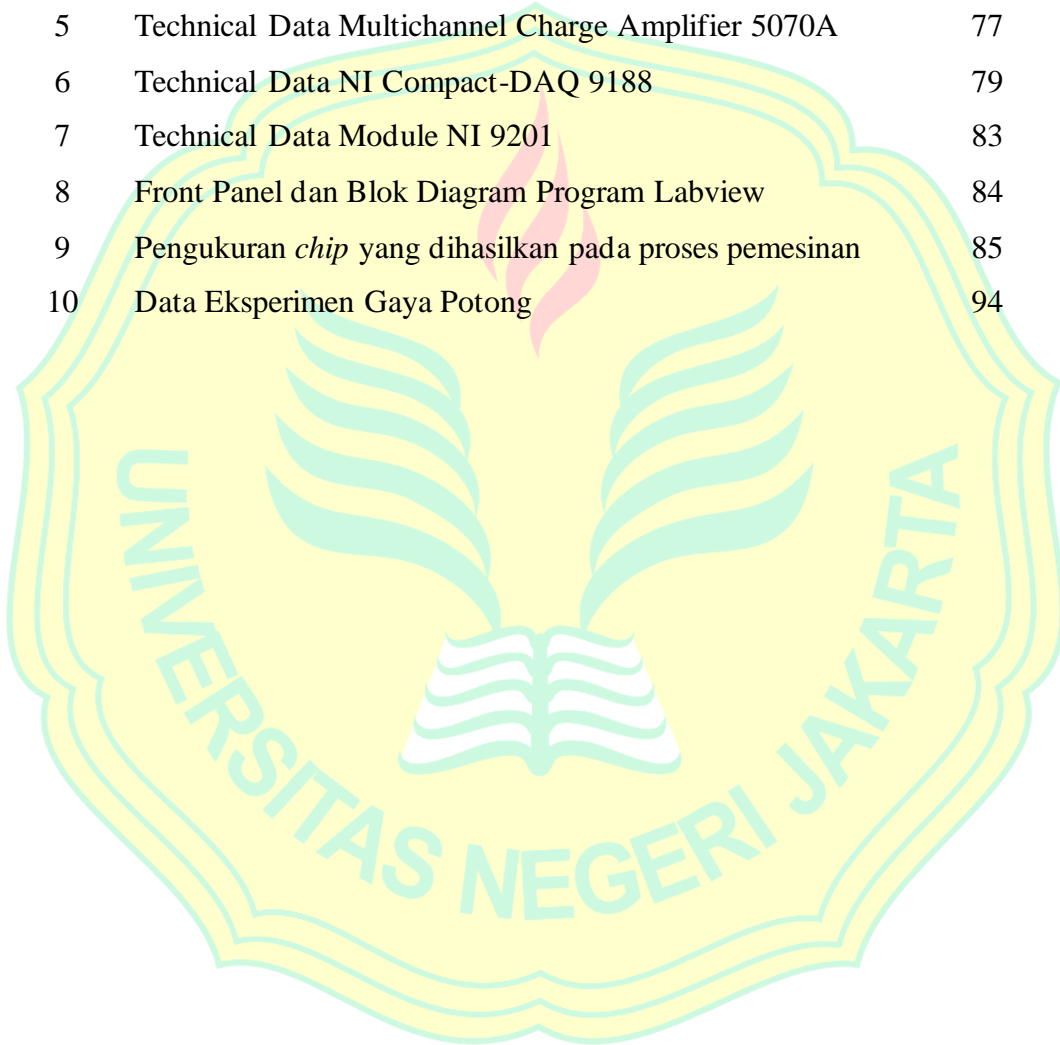 5 Technical Data Multichannel Charge Amplifier 5070A 77
6 Technical Data NI Compact-DAQ 9188 79
7 Technical Data Module NI 9201 83
8 Front Panel dan Blok Diagram Program Labview 84
9 Pengukuran chip yang dihasilkan pada proses pemesinan 85
10 Data Eksperimen Gaya Potong 94
UNIVERSITAS NEGERI JAKARTA